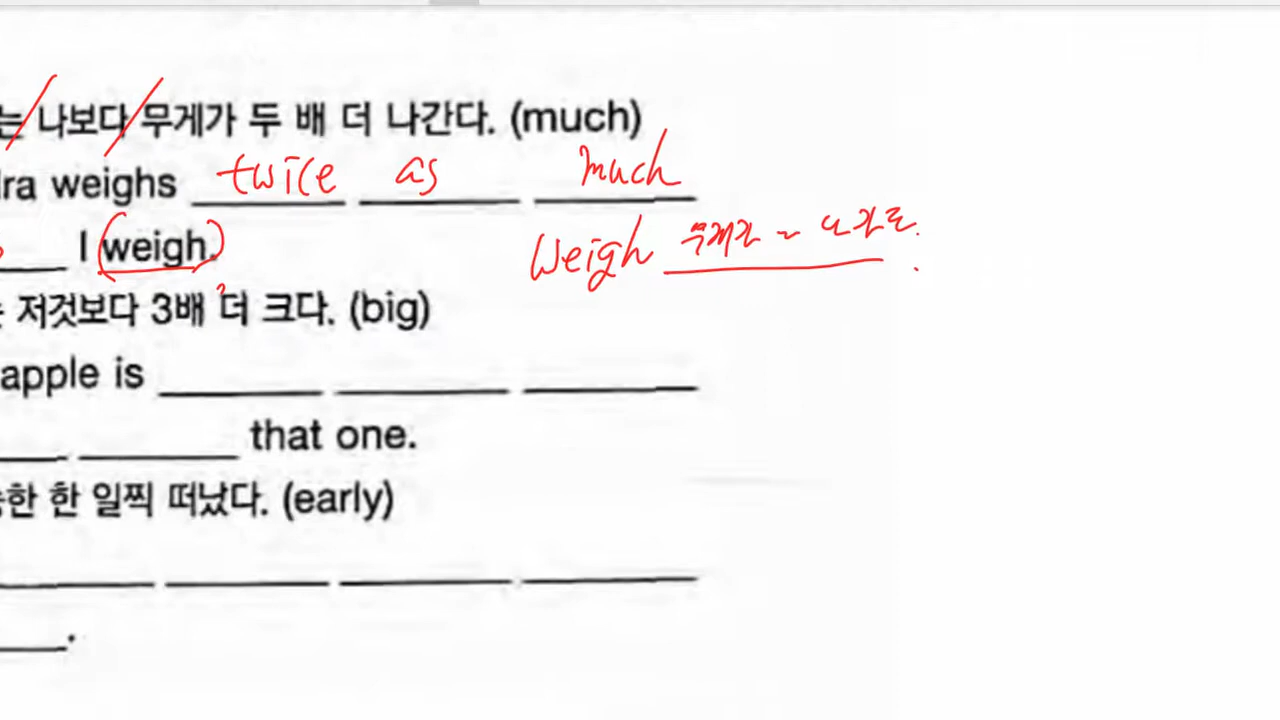 는 나보다 무게가 두 배 더 나간다. (much)
dra weighs twice as much
I weigh.
weigh 무게가 ~ 나가다.
저것보다 3배 더 크다. (big)
apple is
that one.
한 한 일찍 떠났다. (early)